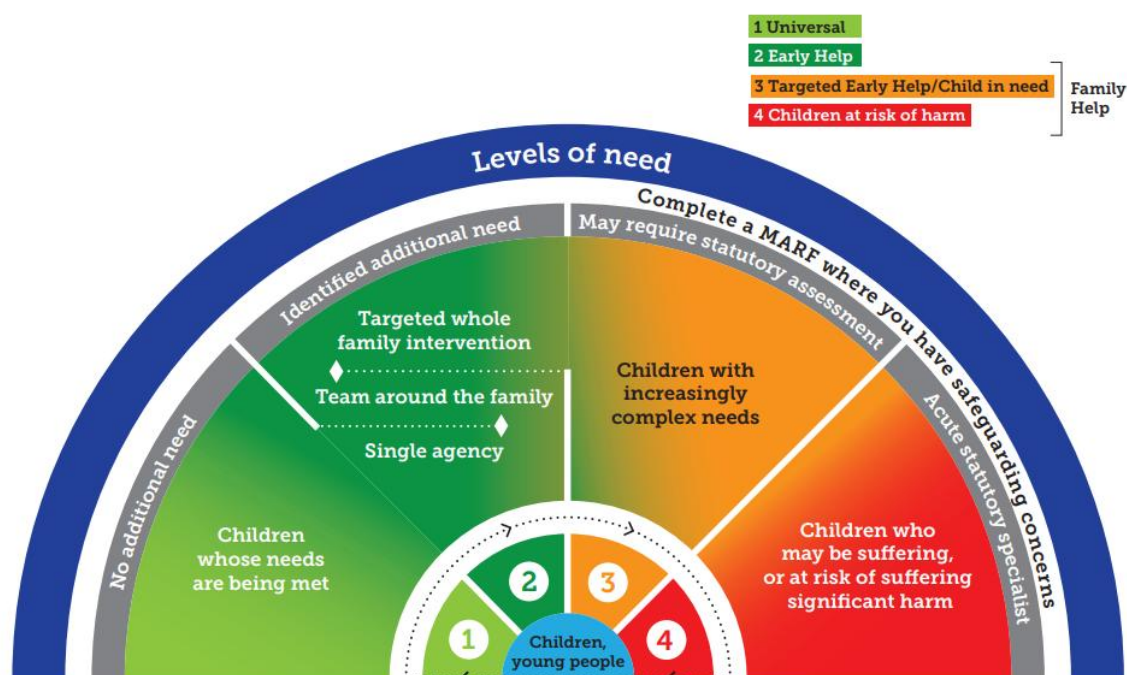 1 Universal
2 Early Help
3 Targeted Early Help/Child in need
4 Children at risk of harm
Family
Help
Levels of need
Complete a MARF where you have safeguarding concerns
No additional need
Identified additional need
May require statutory assessment
Acute statutory specialist
Targeted whole
family intervention
Team around the family
Single agency
Children with
increasingly
complex needs
Children
whose needs
are being met
Children who
may be suffering,
or at risk of suffering
significant harm
1
2
3
4
Children,
young people